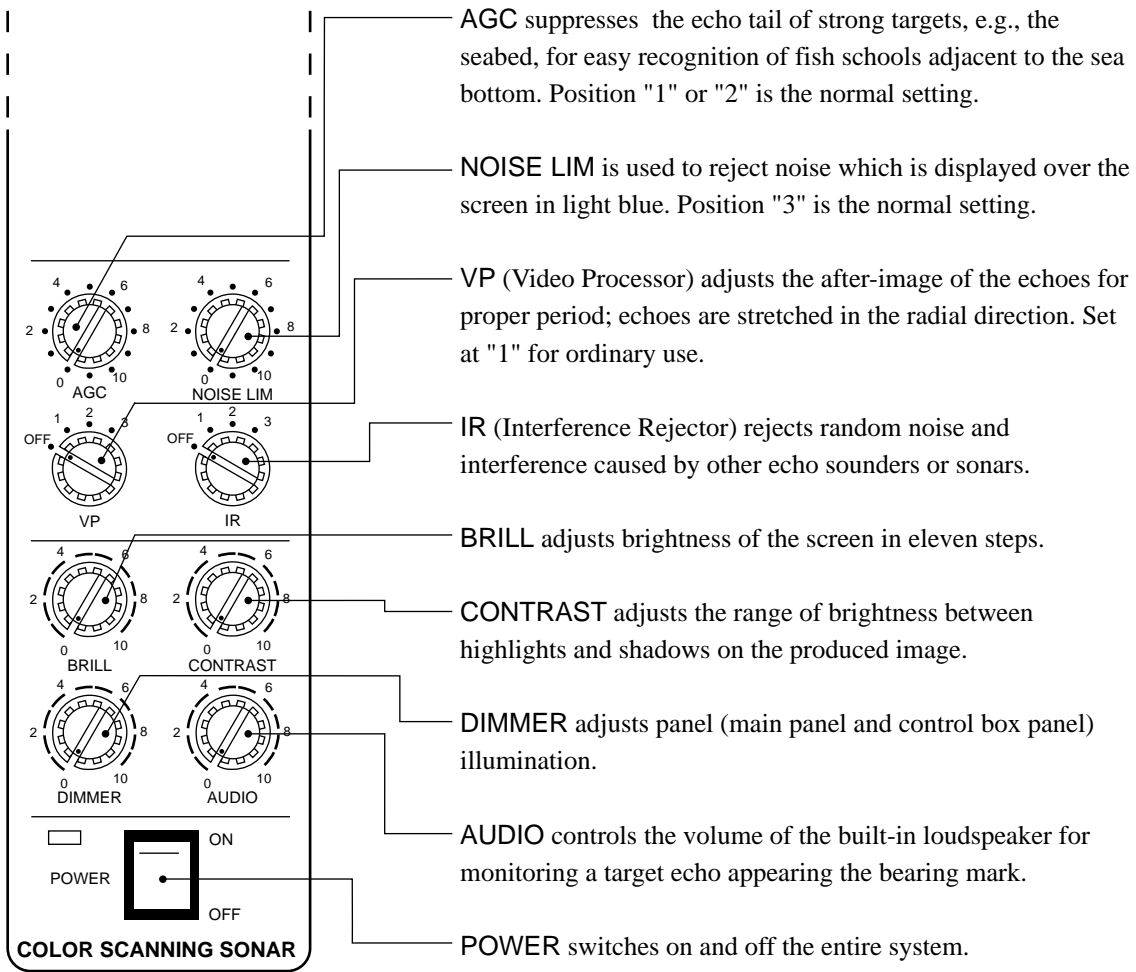 AGC suppresses the echo tail of strong targets, e.g., the
seabed, for easy recognition of fish schools adjacent to the sea
bottom. Position "1" or "2" is the normal setting.
NOISE LIM is used to reject noise which is displayed over the
screen in light blue. Position "3" is the normal setting.
VP (Video Processor) adjusts the after-image of the echoes for
proper period; echoes are stretched in the radial direction. Set
at "1" for ordinary use.
IR (Interference Rejector) rejects random noise and
interference caused by other echo sounders or sonars.
BRILL adjusts brightness of the screen in eleven steps.
CONTRAST adjusts the range of brightness between
highlights and shadows on the produced image.
DIMMER adjusts panel (main panel and control box panel)
illumination.
AUDIO controls the volume of the built-in loudspeaker for
monitoring a target echo appearing the bearing mark.
POWER switches on and off the entire system.
4 6 4 6
2 8 2 8
0 10 0 10
AGC NOISE LIM
1 2 3 1 2 3
OFF OFF
VP IR
4 6 4 6
2 8 2 8
0 10 0 10
BRILL CONTRAST
4 6 4 6
2 8 2 8
0 10 0 10
DIMMER AUDIO
ON
POWER
OFF
COLOR SCANNING SONAR